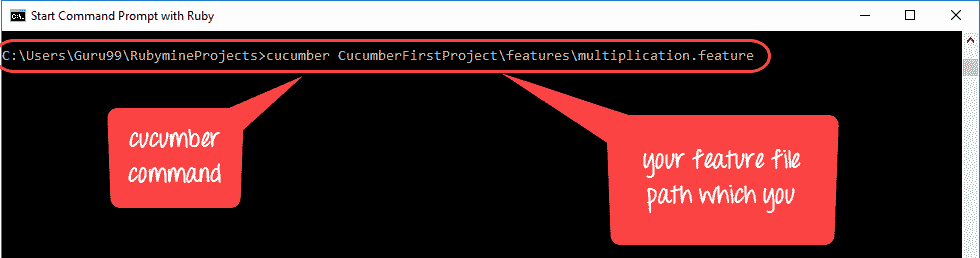 Start Command Prompt with Ruby
C:\Users\Guru99\RubymineProjects>cucumber CucumberFirstProject\features\multiplication.feature
cucumber
command
your feature file
path which you